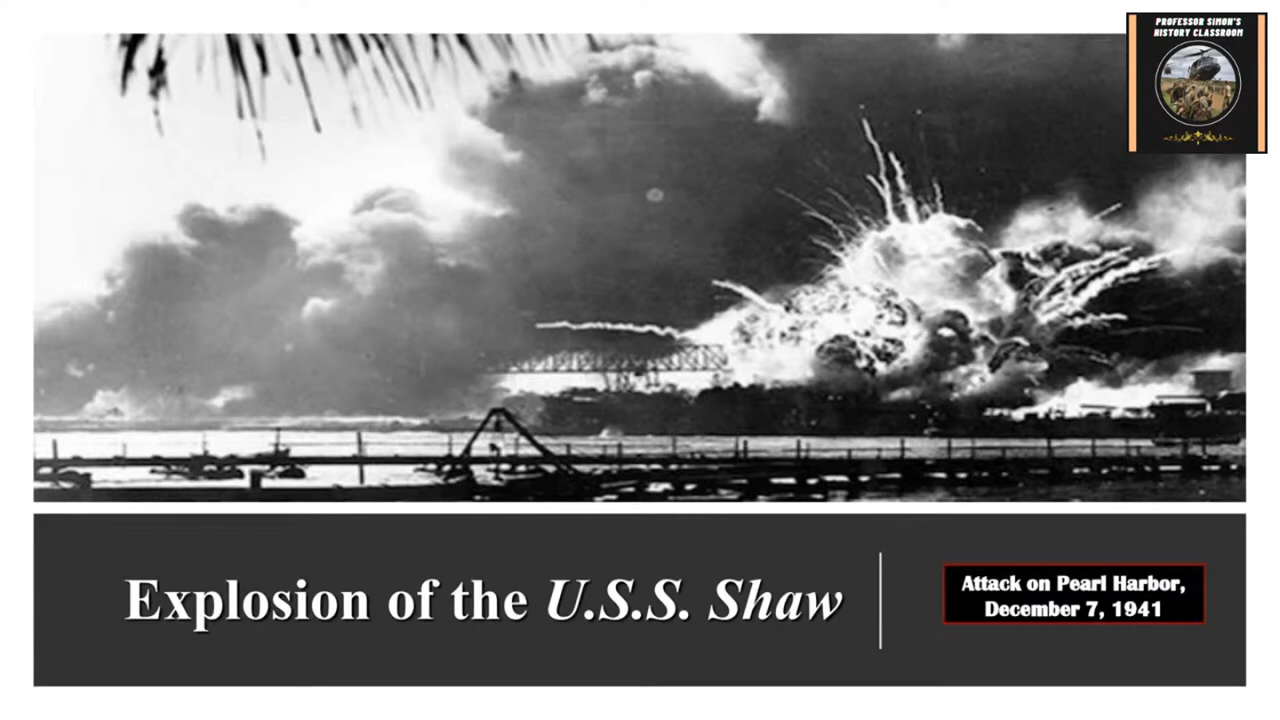 PROFESSOR SIMON'S
HISTORY CLASSROOM
Explosion of the U.S.S. Shaw
Attack on Pearl Harbor,
December 7, 1941